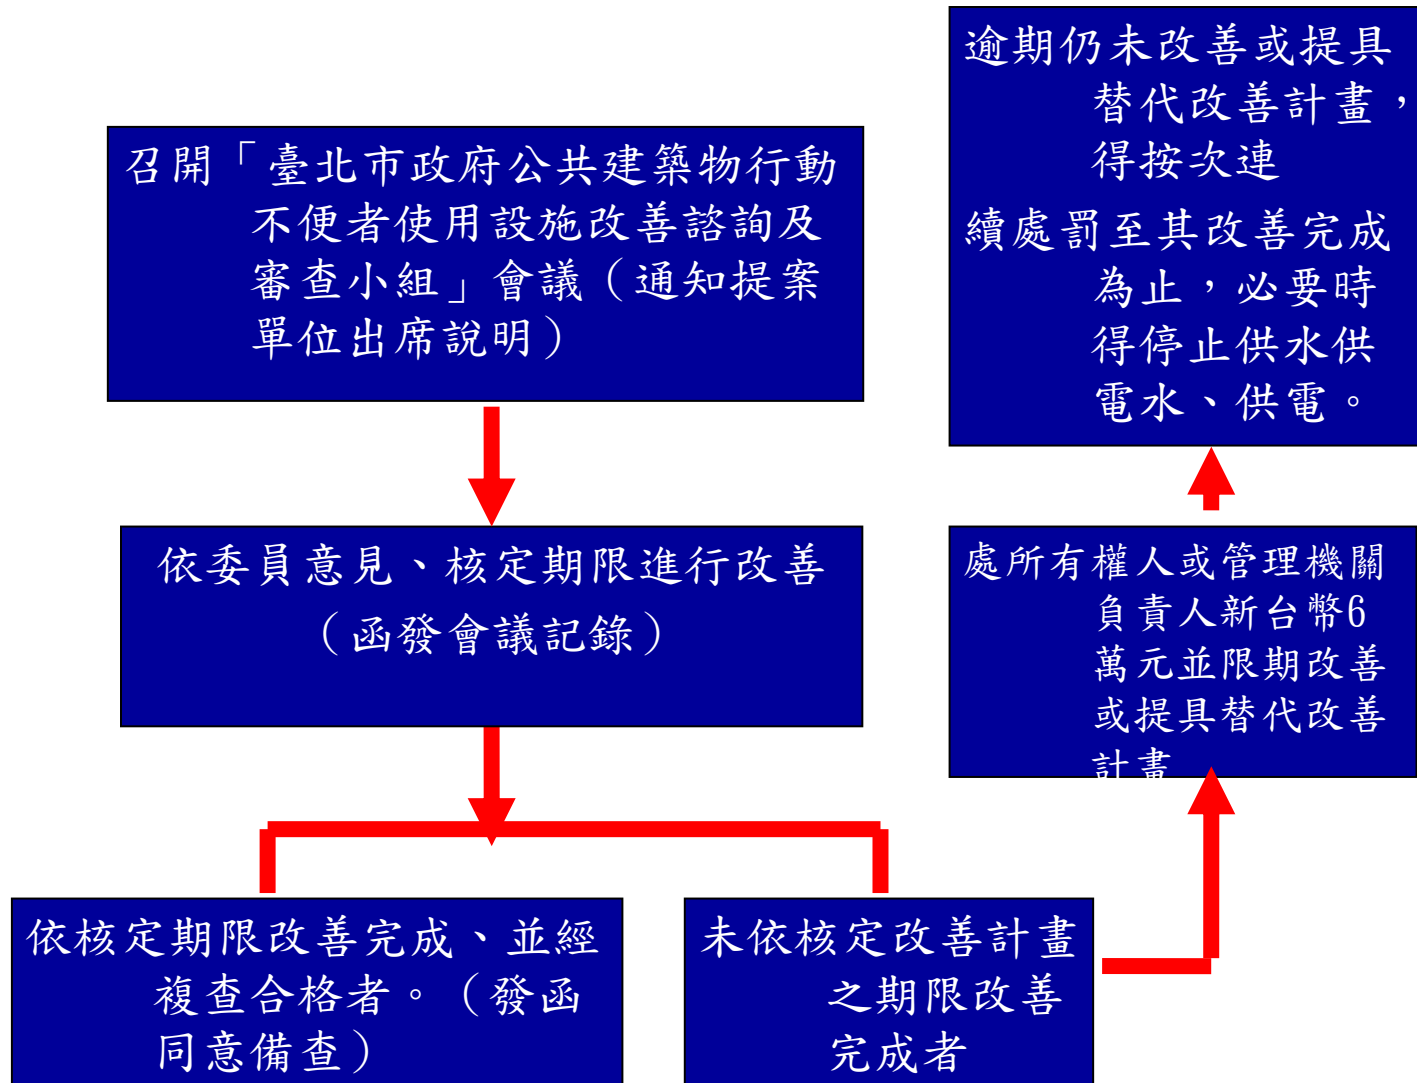 召開「臺北市政府公共建築物行動
不便者使用設施改善諮詢及
審查小組」會議（通知提案
單位出席說明）
依委員意見、核定期限進行改善
（函發會議記錄）
依核定期限改善完成、並經
複查合格者。（發函
同意備查）
未依核定改善計畫
之期限改善
完成者
處所有權人或管理機關
負責人新台幣6
萬元並限期改善
或提具替代改善
計畫
逾期仍未改善或提具
替代改善計畫，
得按次連
續處罰至其改善完成
為止，必要時
得停止供水供
電水、供電。